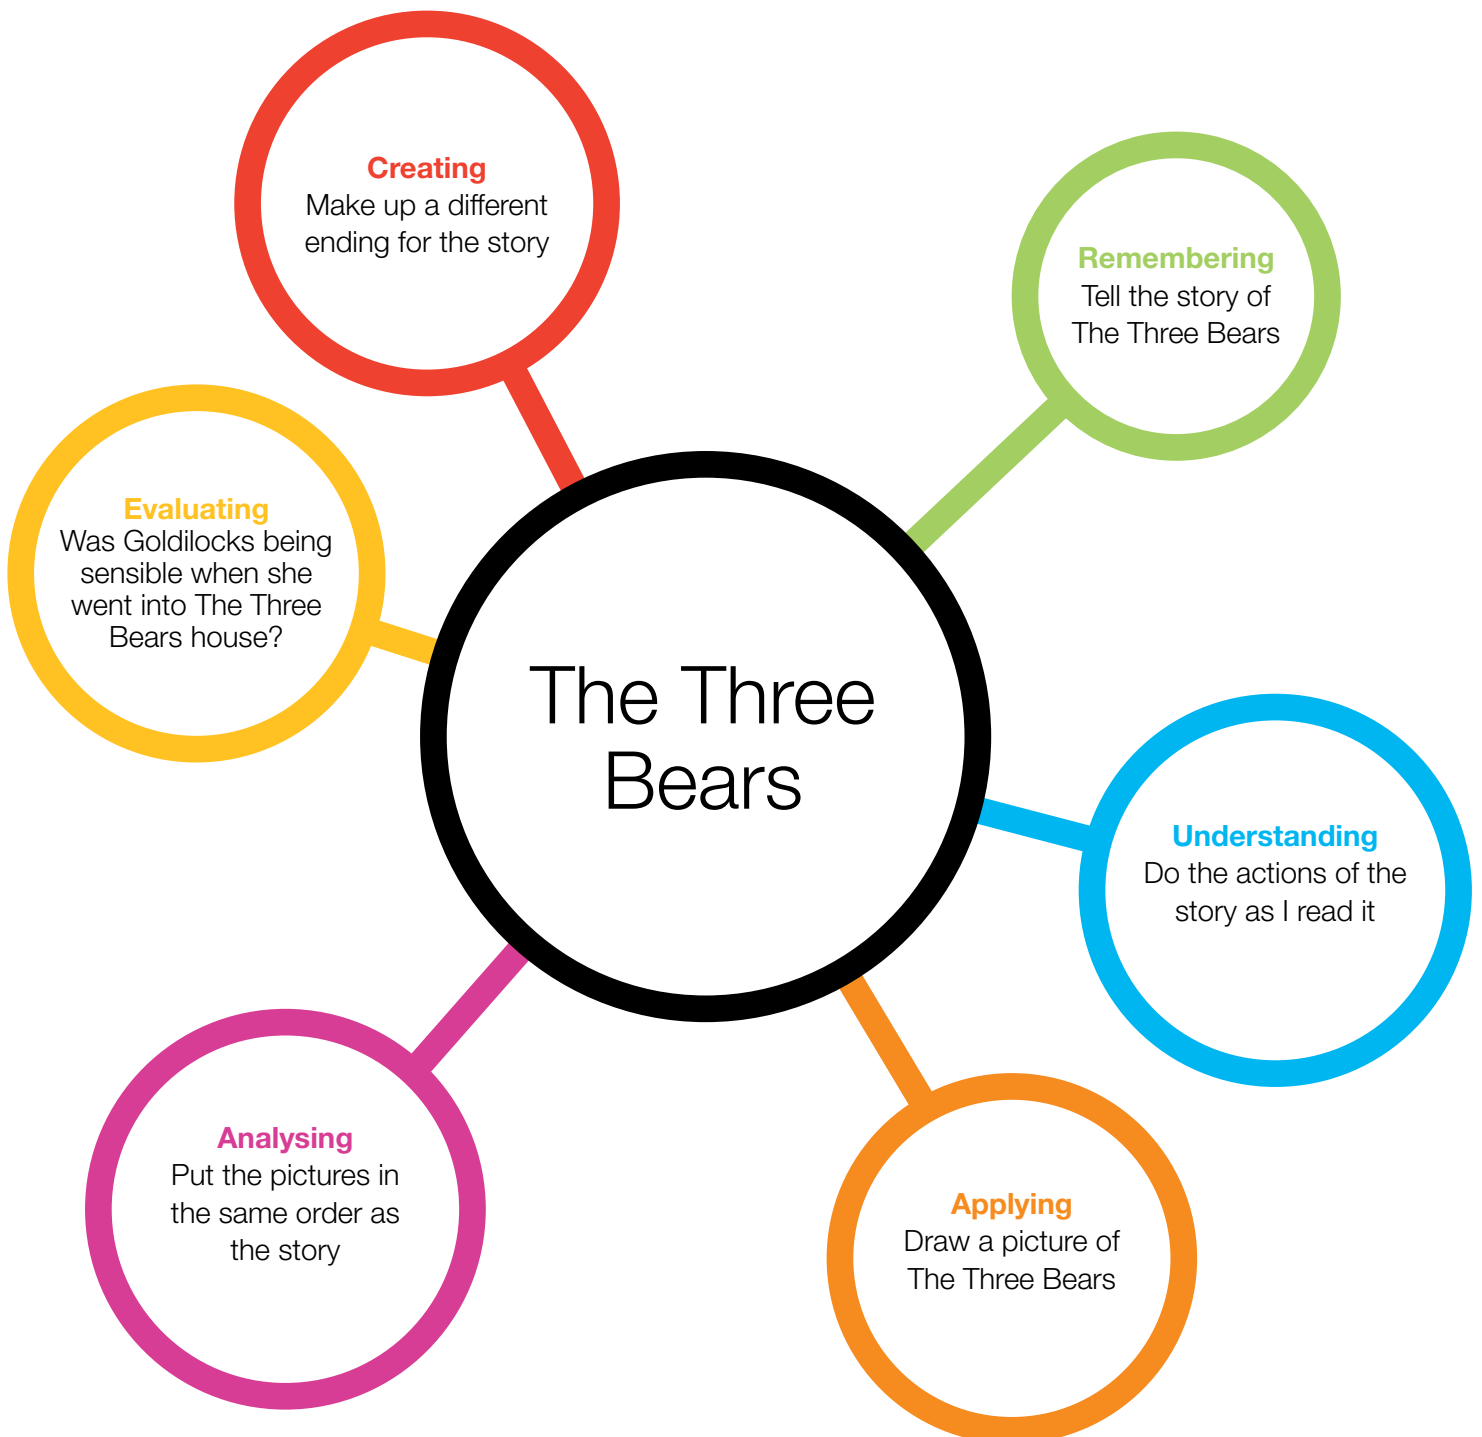 Creating
Make up a different
ending for the story
Remembering
Tell the story of
The Three Bears
Evaluating
Was Goldilocks being
sensible when she
went into The Three
Bears house?
The Three
Bears
Understanding
Do the actions of the
story as I read it
Analysing
Put the pictures in
the same order as
the story
Applying
Draw a picture of
The Three Bears